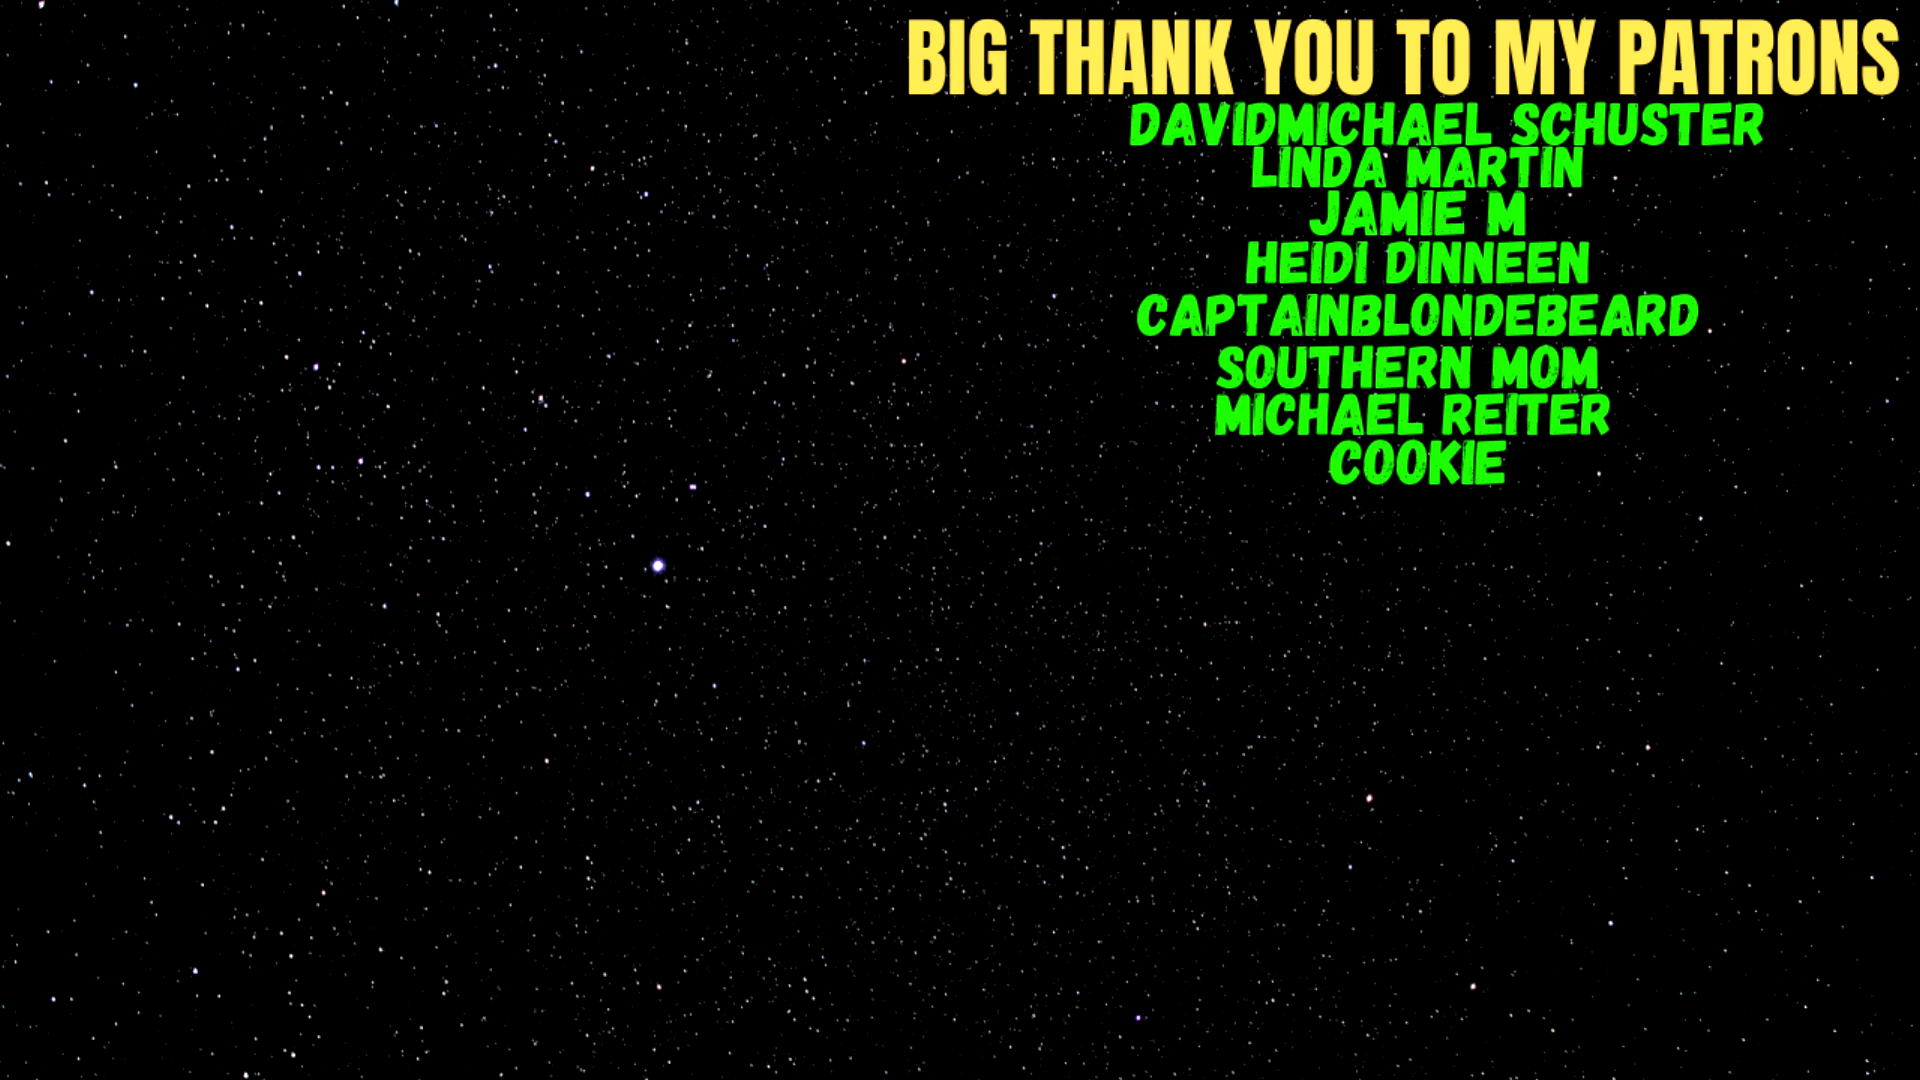 BIG THANK YOU TO MY PATRONS
DAVIDMICHAEL SCHUSTER
LINDA MARTIN
JAMIE M
HEIDI DINNEEN
CAPTAINBLONDEBEARD
SOUTHERN MOM
MICHAEL REITER
COOKIE